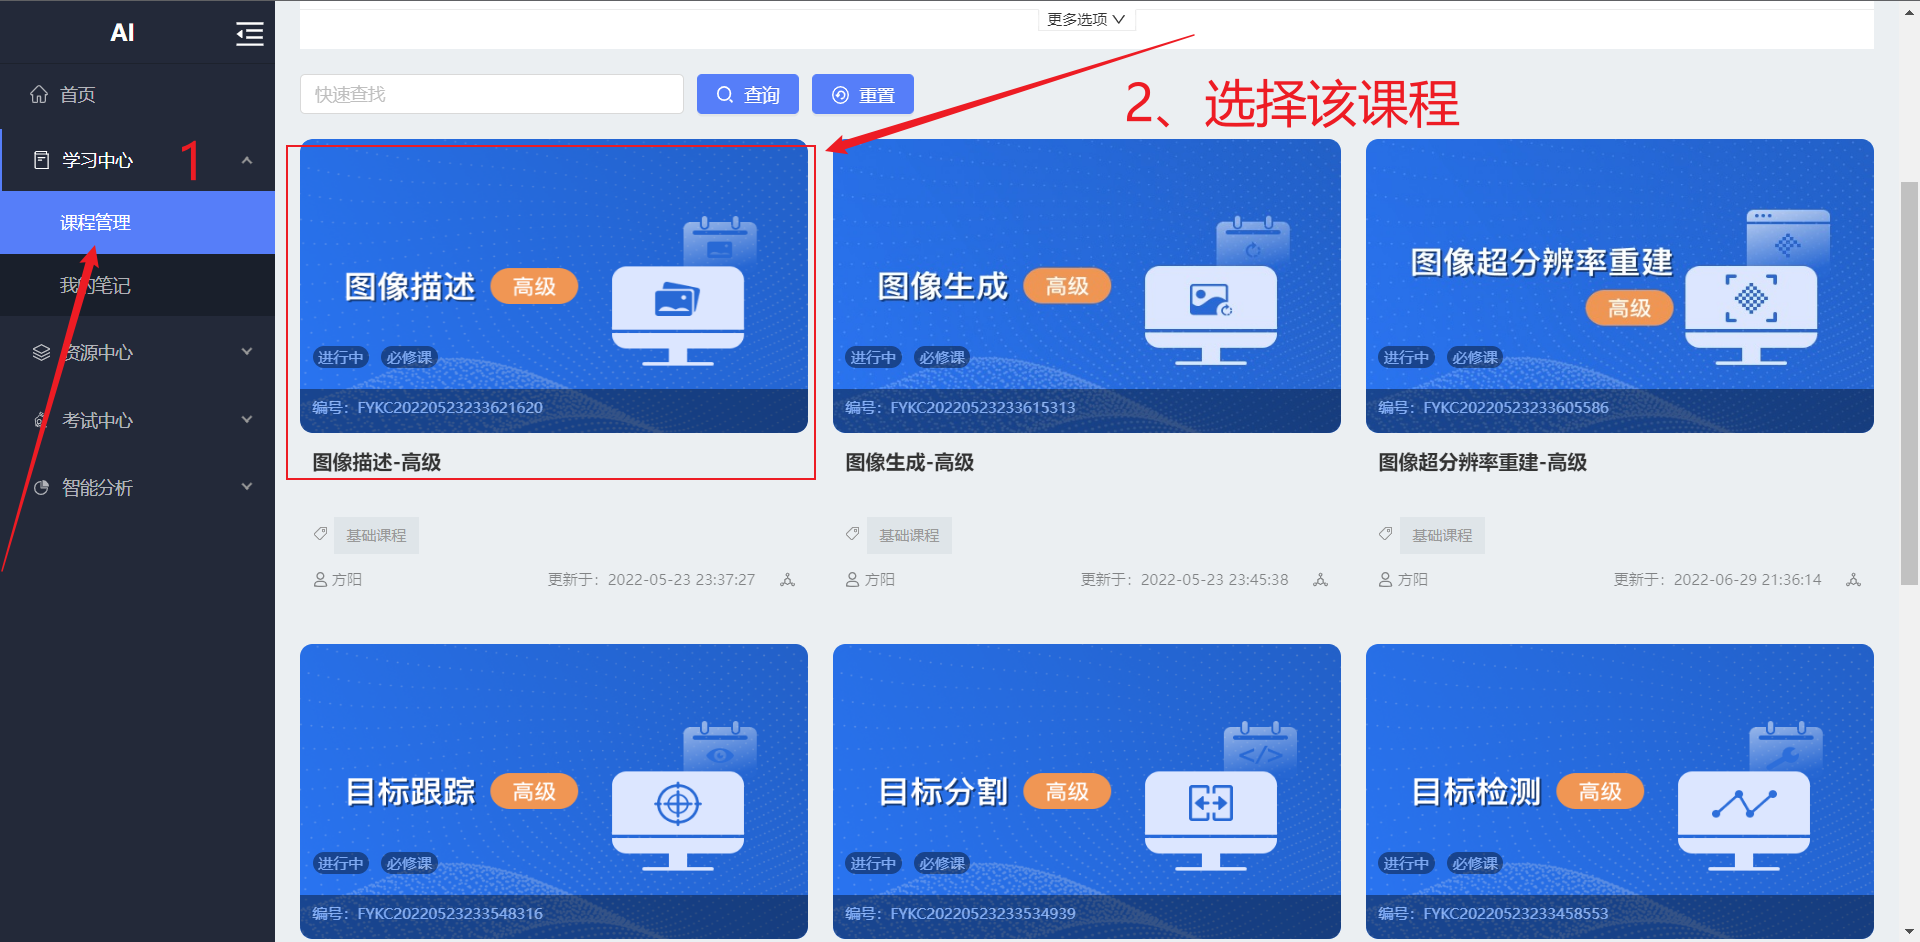 AI
首页
学习中心
1
课程管理
我的笔记
资源中心
考试中心
智能分析
更多选项
快速查找
查询
重置
2、选择该课程
图像描述 高级
进行中 必修课
编号：FYKC20220523233621620
图像描述-高级
基础课程
方阳 更新于：2022-05-23 23:37:27
图像生成 高级
进行中 必修课
编号：FYKC20220523233615313
图像生成-高级
基础课程
方阳 更新于：2022-05-23 23:45:38
图像超分辨率重建
高级
进行中 必修课
编号：FYKC20220523233605586
图像超分辨率重建-高级
基础课程
方阳 更新于：2022-06-29 21:36:14
目标跟踪 高级
进行中 必修课
编号：FYKC20220523233548316
目标分割 高级
</>
进行中 必修课
编号：FYKC20220523233534939
目标检测 高级
进行中 必修课
编号：FYKC20220523233458553